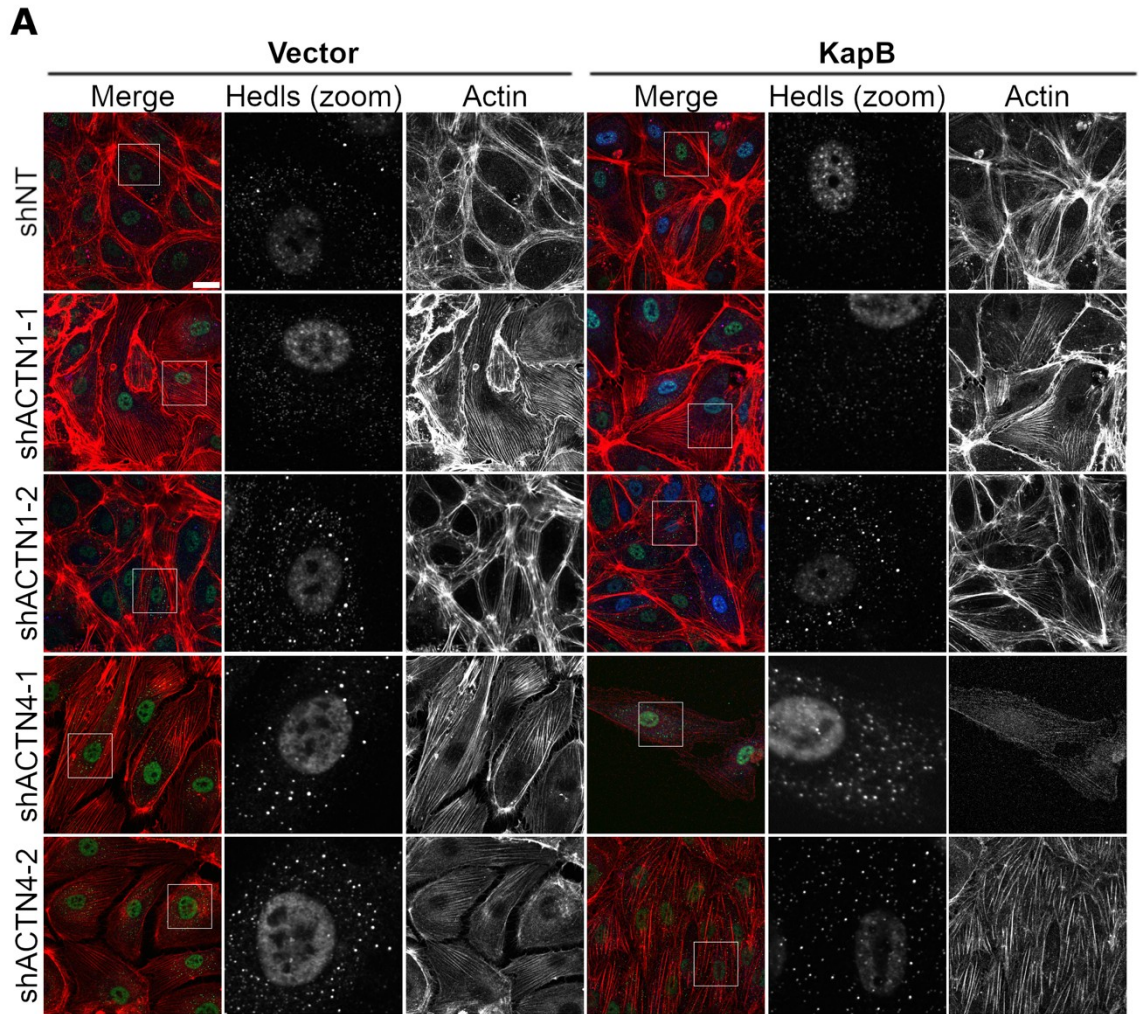 A
Vector KapB
Merge Hedls (zoom) Actin Merge Hedls (zoom) Actin
shNT
shACTN1-1
shACTN1-2
shACTN4-1
shACTN4-2